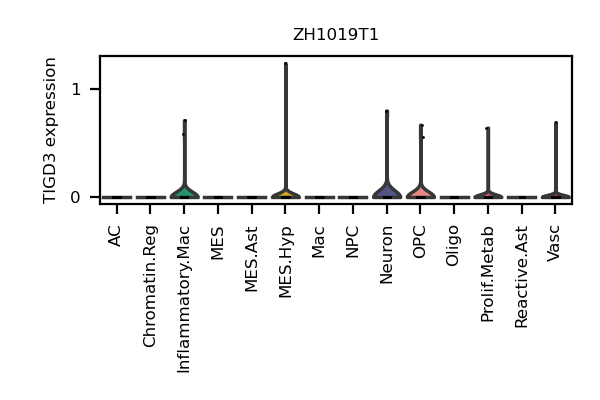 ZH1019T1
TIGD3 expression
1
0
AC
Chromatin.Reg
Inflammatory.Mac
MES
MES.Ast
MES.Hyp
Mac
NPC
Neuron
OPC
Oligo
Prolif.Metab
Reactive.Ast
Vasc